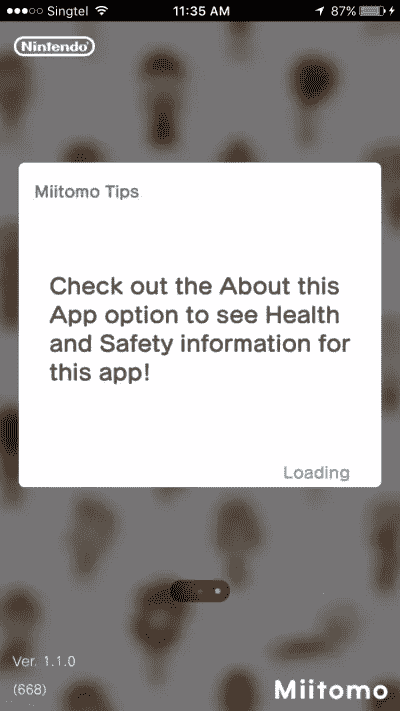 Singtel 11:35 AM 87%
Nintendo
Miitomo Tips
Check out the About this
App option to see Health
and Safety information for
this app!
Loading
Ver. 1.1.0
(668)
Miitomo